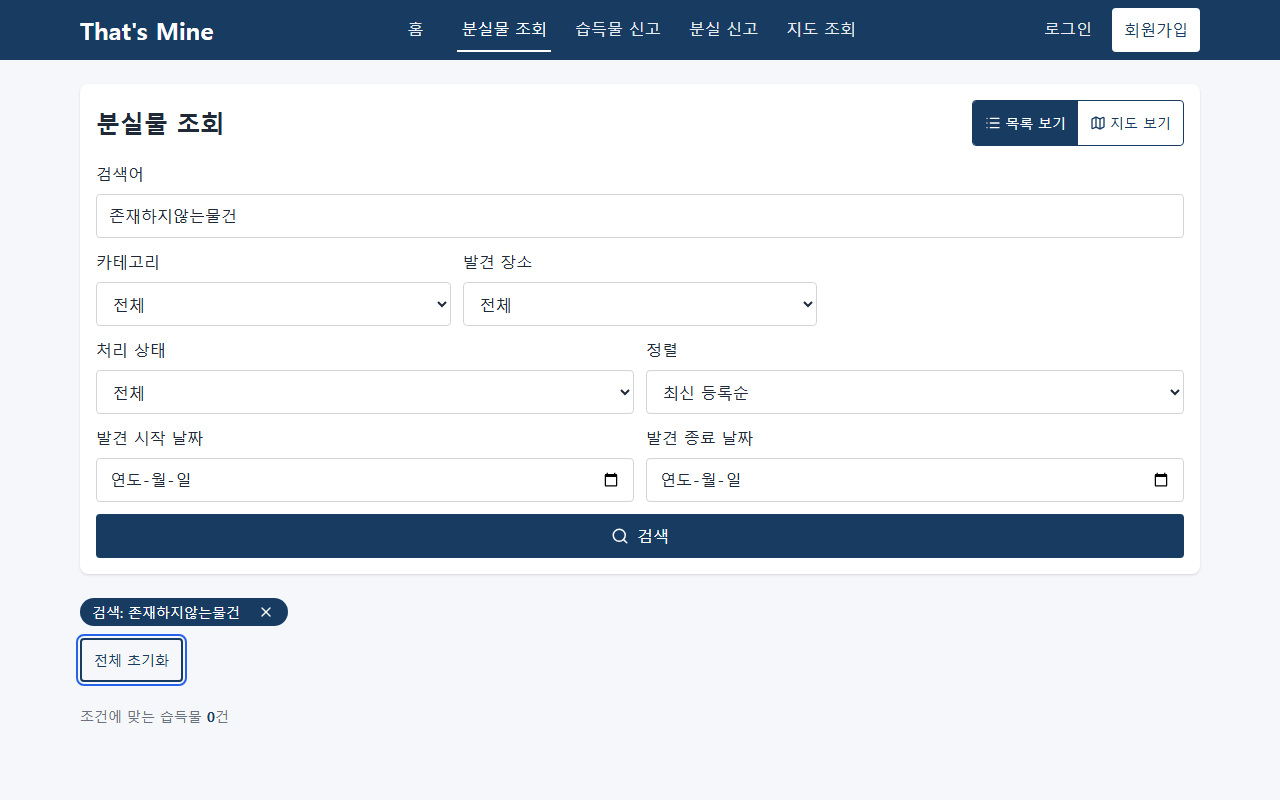 That's Mine
홈 분실물 조회 습득물 신고 분실 신고 지도 조회 로그인 회원가입
분실물 조회
목록 보기 지도 보기
검색어
존재하지않는물건
카테고리 발견 장소
전체 전체
처리 상태 정렬
전체 최신 등록순
발견 시작 날짜 발견 종료 날짜
연도-월-일 연도-월-일
검색
검색: 존재하지않는물건
전체 초기화
조건에 맞는 습득물 0건